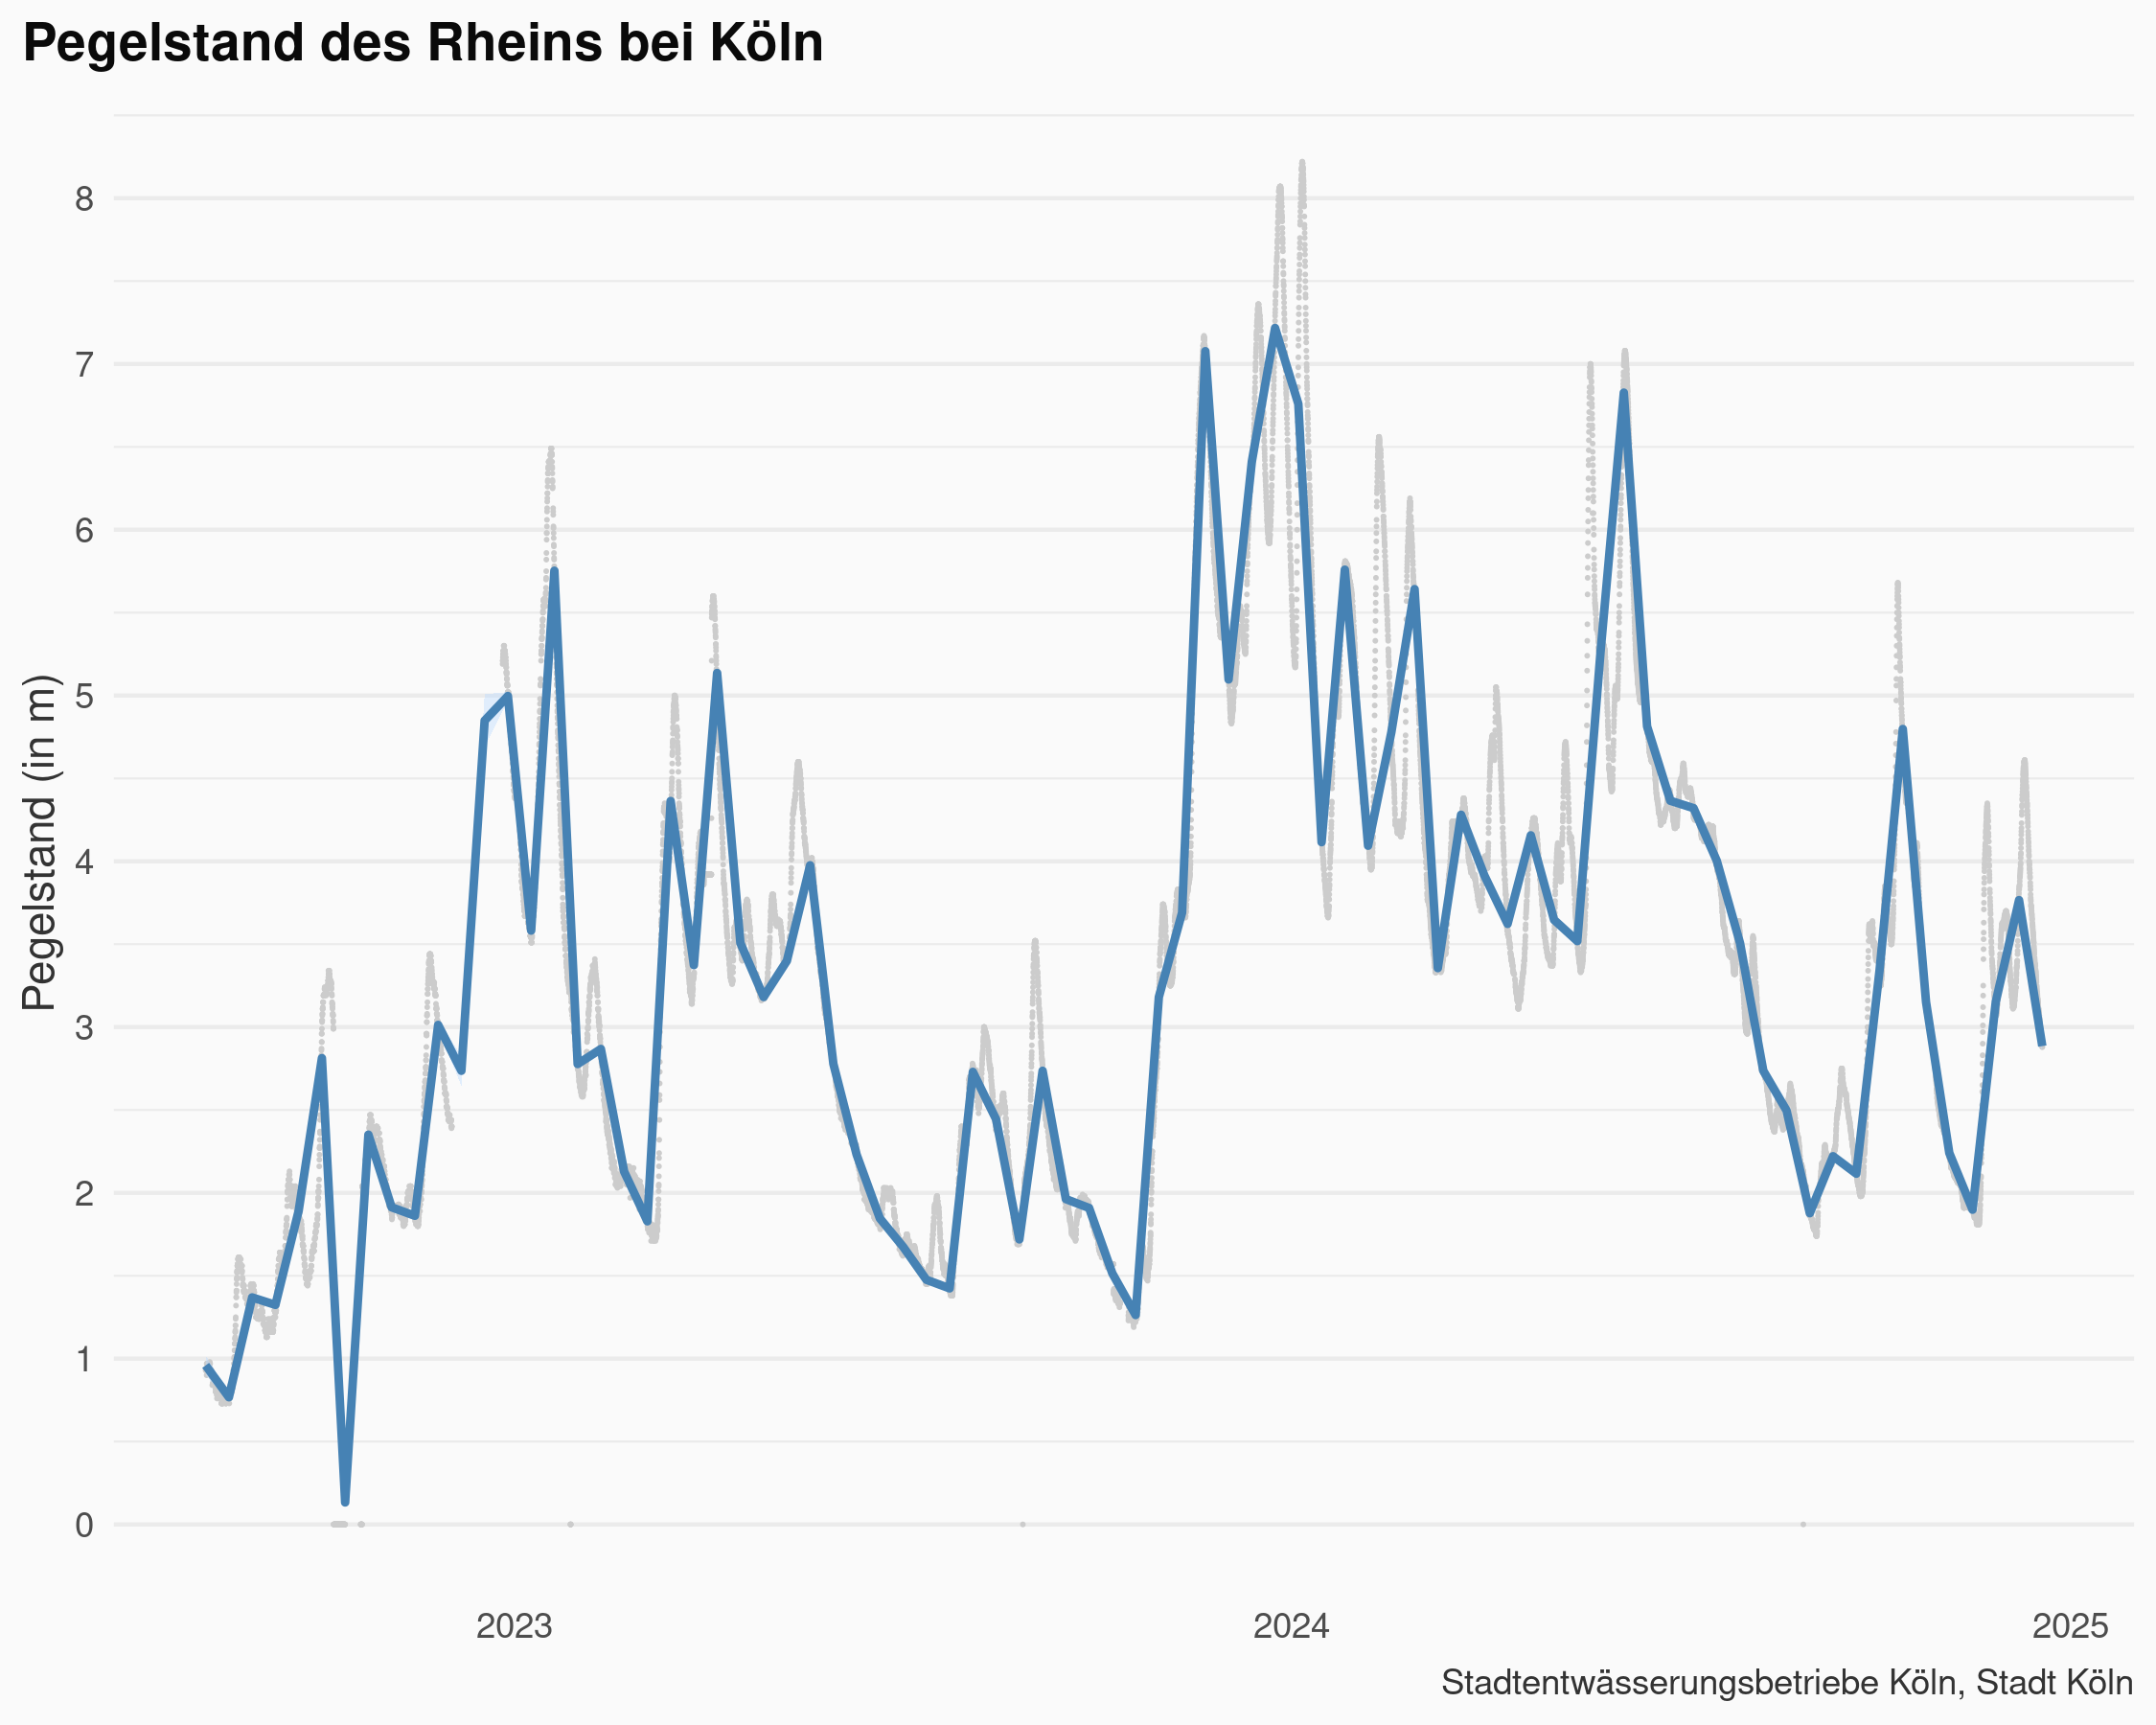 Pegelstand des Rheins bei Köln
Pegelstand (in m)
8
7
6
5
4
3
2
1
0
2023 2024 2025
Stadtentwässerungsbetriebe Köln, Stadt Köln